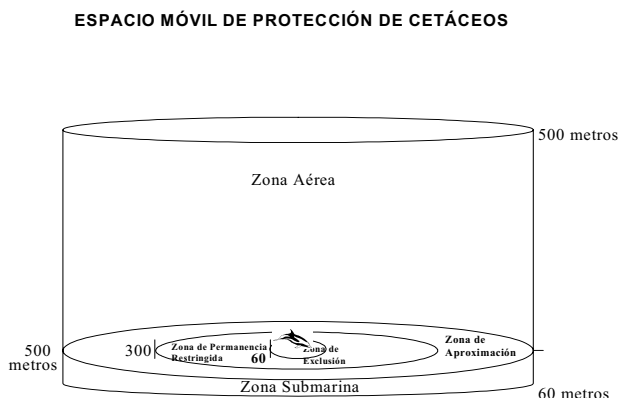 ESPACIO MÓVIL DE PROTECCIÓN DE CETÁCEOS
500 metros
Zona Aérea
500
metros
300
Zona de Permanencia
Restringida
60
Zona de
Exclusión
Zona de
Aproximación
Zona Submarina
60 metros